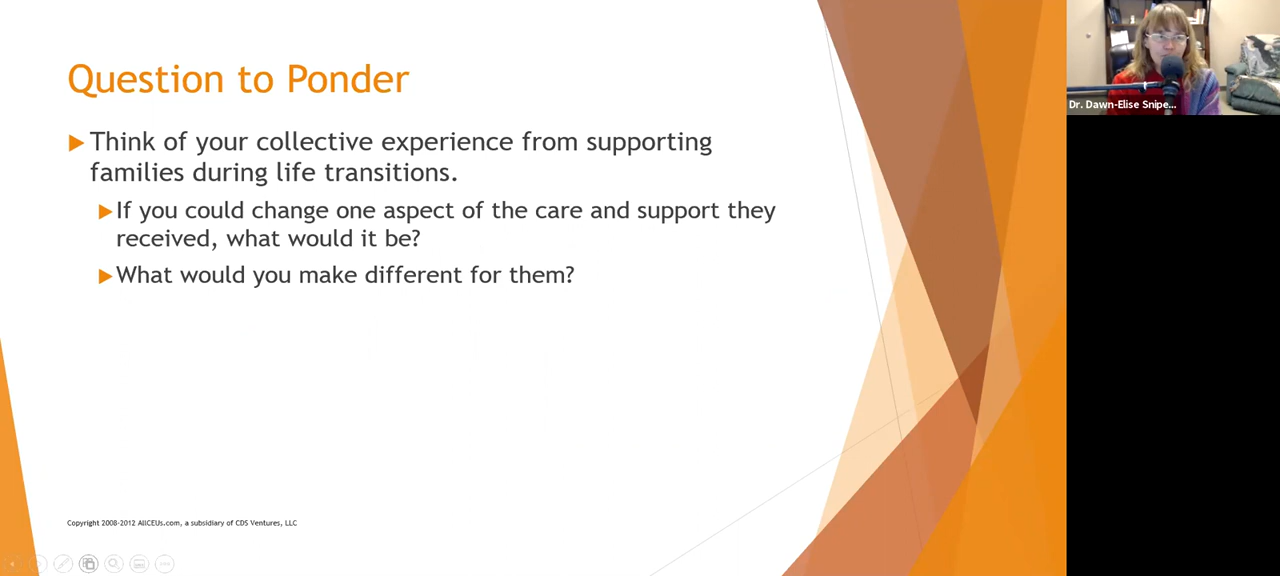 Question to Ponder
Think of your collective experience from supporting
families during life transitions.
If you could change one aspect of the care and support they
received, what would it be?
What would you make different for them?
Copyright 2008-2012 AllCEUs.com, a subsidiary of CDS Ventures, LLC
Dr. Dawn-Elise Snipe...